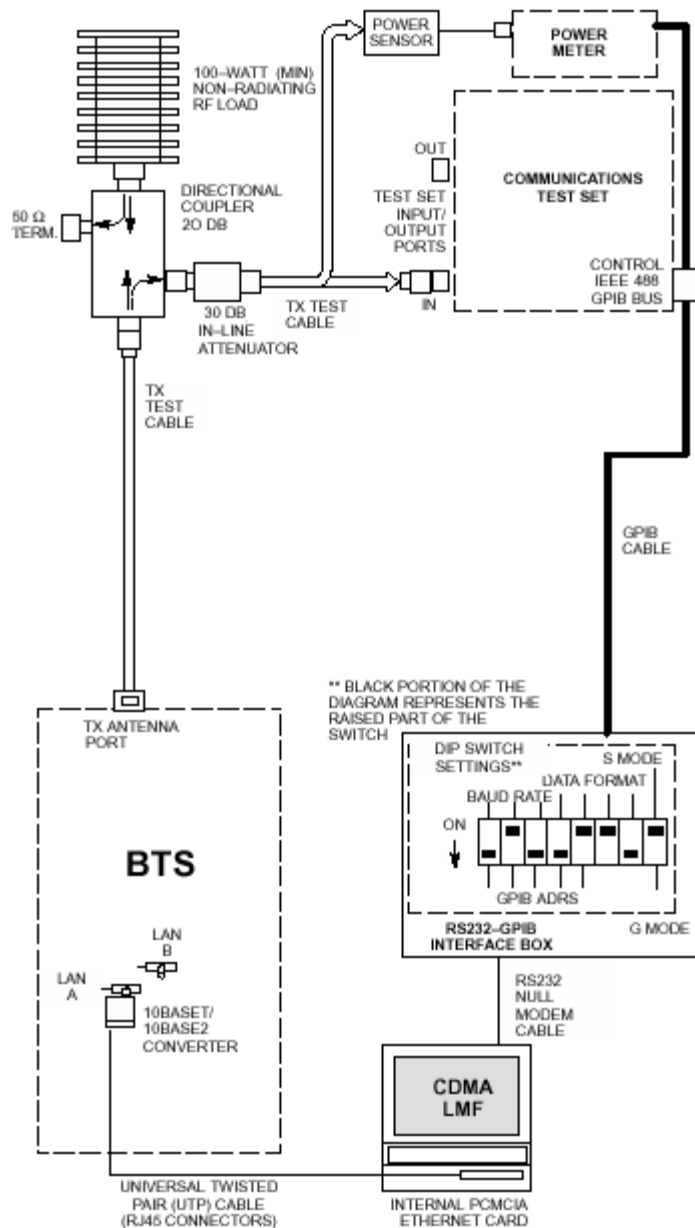 POWER
SENSOR
POWER
METER
100–WATT (MIN)
NON–RADIATING
RF LOAD
OUT
COMMUNICATIONS
TEST SET
50 Ω
TERM.
DIRECTIONAL
COUPLER
20 DB
TEST SET
INPUT/
OUTPUT
PORTS
CONTROL
IEEE 488
GPIB BUS
30 DB
IN–LINE
ATTENUATOR
TX TEST
CABLE
IN
TX
TEST
CABLE
GPIB
CABLE
** BLACK PORTION OF THE
DIAGRAM REPRESENTS THE
RAISED PART OF THE
SWITCH
TX ANTENNA
PORT
DIP SWITCH
SETTINGS**
S MODE
DATA FORMAT
BAUD RATE
ON
GPIB ADRS
RS232–GPIB
INTERFACE BOX
G MODE
BTS
LAN
B
LAN
A
10BASET/
10BASE2
CONVERTER
RS232
NULL
MODEM
CABLE
CDMA
LMF
UNIVERSAL TWISTED
PAIR (UTP) CABLE
(RJ45 CONNECTORS)
INTERNAL PCMCIA
ETHERNET CARD